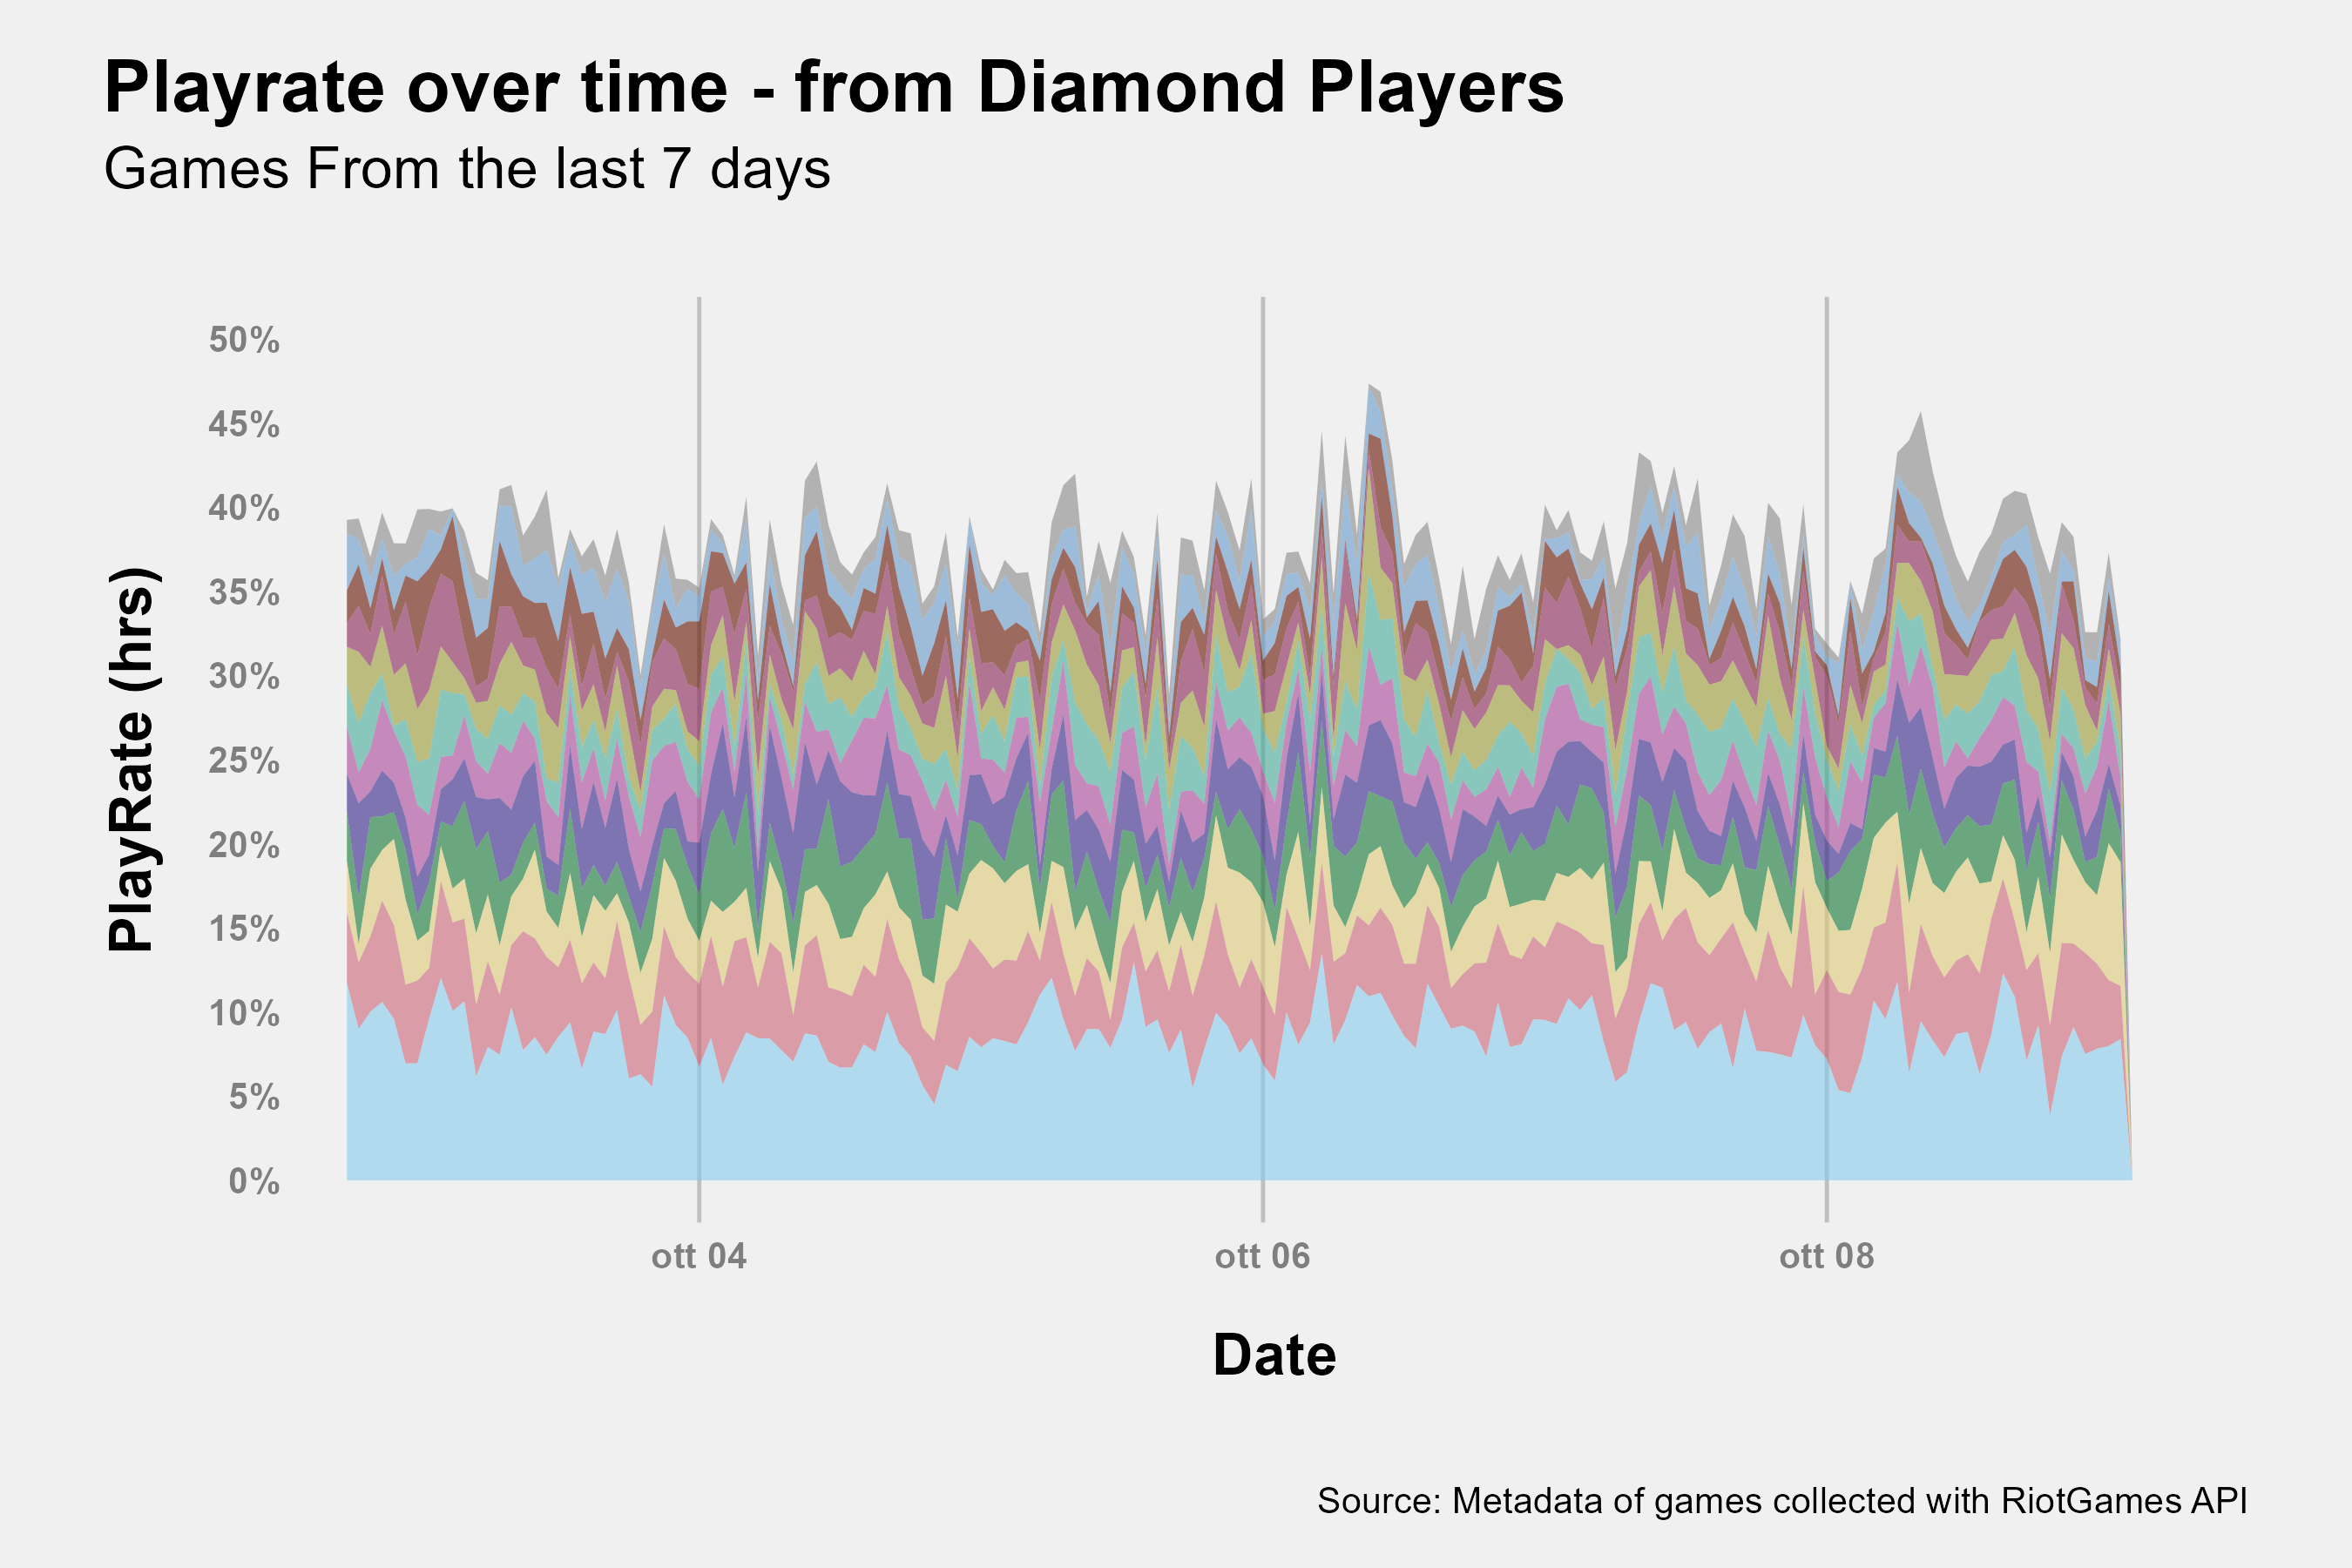 Playrate over time - from Diamond Players
Games From the last 7 days
PlayRate (hrs)
50%
45%
40%
35%
30%
25%
20%
15%
10%
5%
0%
ott 04
ott 06
ott 08
Date
Source: Metadata of games collected with RiotGames API